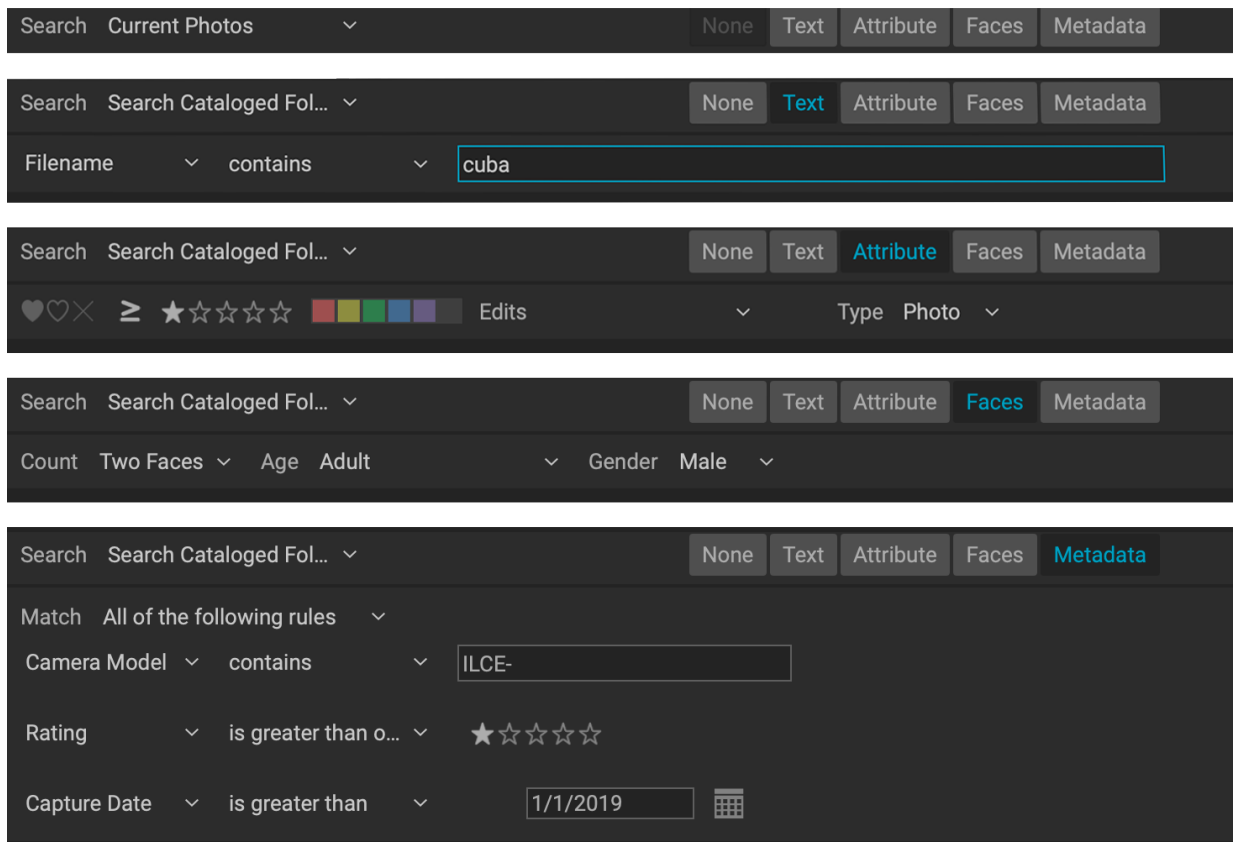 Search Current Photos None Text Attribute Faces Metadata
Search Search Cataloged Fol... None Text Attribute Faces Metadata
Filename contains cuba
Search Search Cataloged Fol... None Text Attribute Faces Metadata
≥ Edits Type Photo
Search Search Cataloged Fol... None Text Attribute Faces Metadata
Count Two Faces Age Adult Gender Male
Search Search Cataloged Fol... None Text Attribute Faces Metadata
Match All of the following rules
Camera Model contains ILCE-
Rating is greater than o...
Capture Date is greater than 1/1/2019